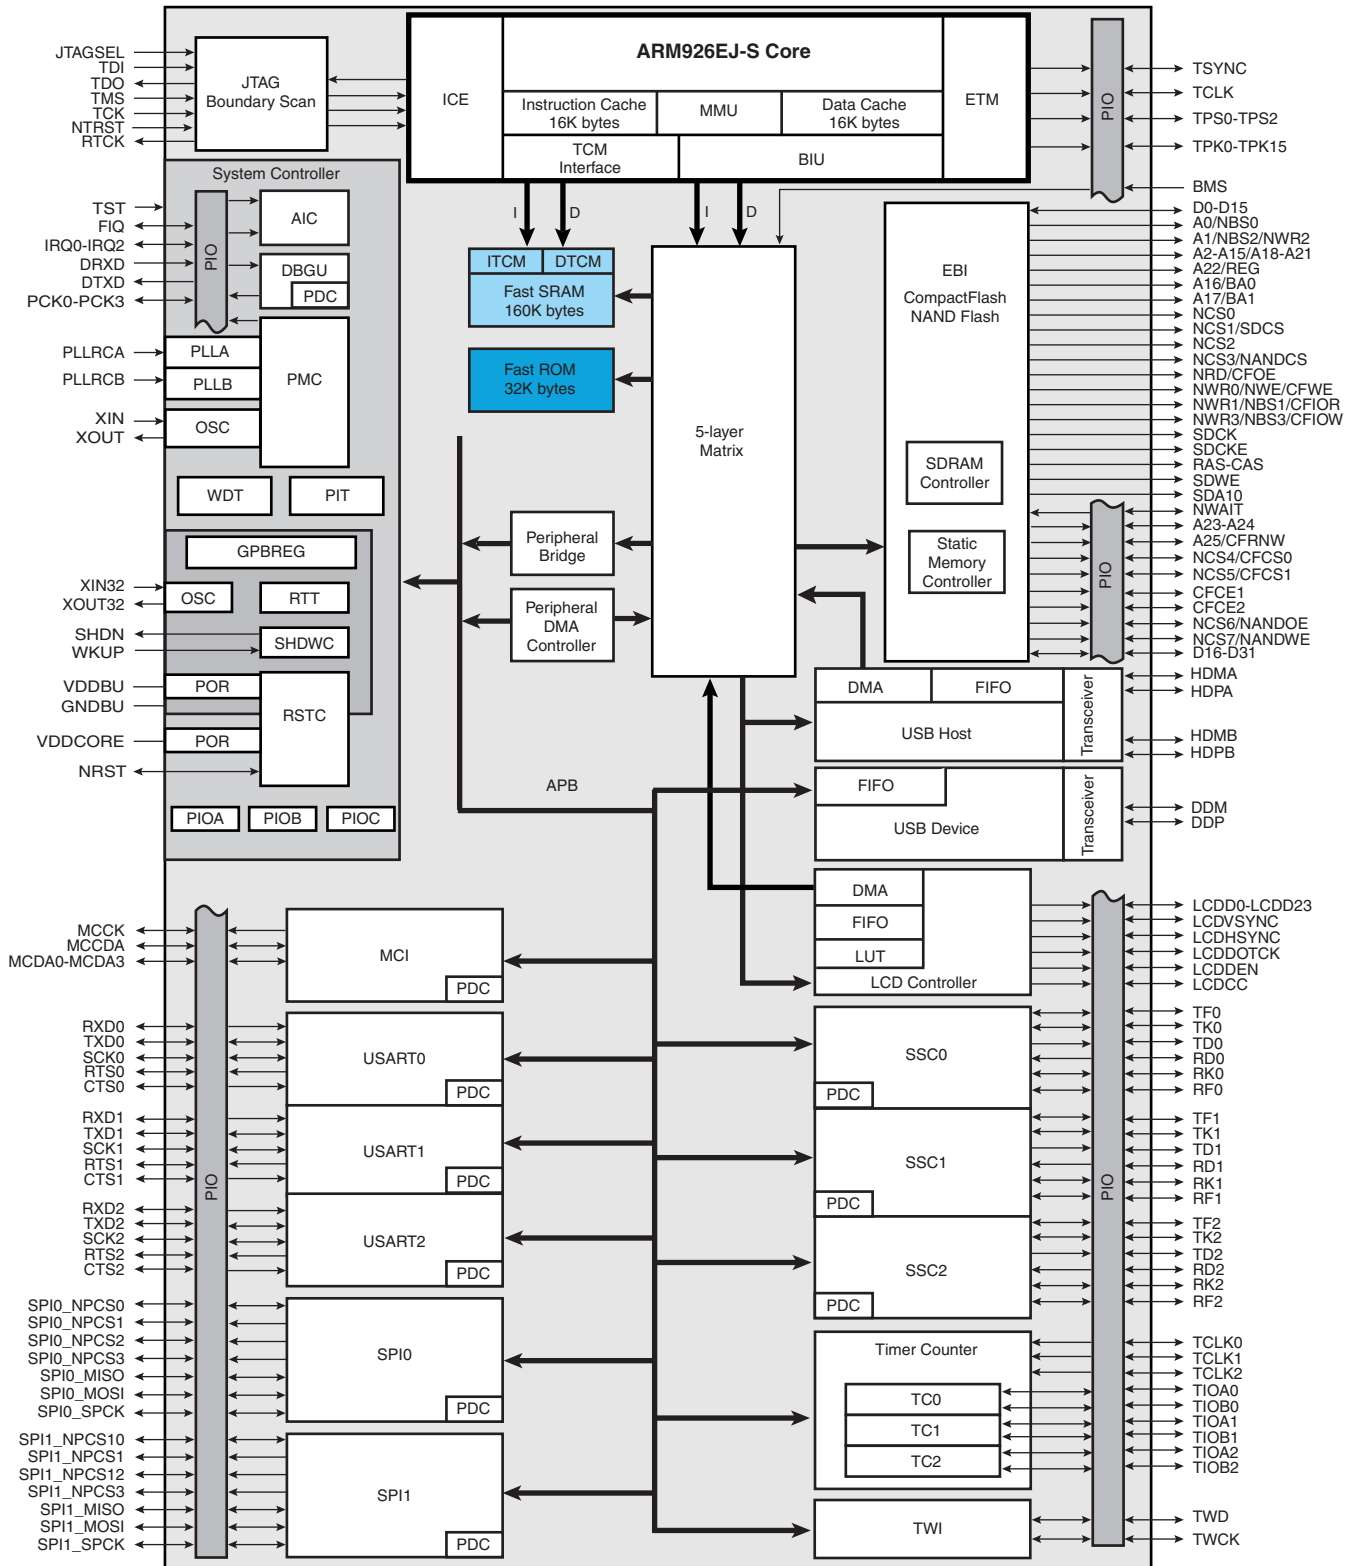 ARM926EJ-S Core
ICE
Instruction Cache
16K bytes
MMU
Data Cache
16K bytes
ETM
TCM
Interface
BIU
JTAGSEL
TDI
TDO
TMS
TCK
NTRST
RTCK
JTAG
Boundary Scan
PIO
TSYNC
TCLK
TPS0-TPS2
TPK0-TPK15
BMS
System Controller
TST
FIQ
IRQ0-IRQ2
DRXD
DTXD
PCK0-PCK3
PIO
AIC
DBGU
PDC
PLLRCA
PLLRCB
XIN
XOUT
PLLA
PLLB
OSC
PMC
WDT
PIT
GPBREG
XIN32
XOUT32
SHDN
WKUP
OSC
RTT
SHDWC
VDDBU
GNDBU
VDDCORE
NRST
POR
POR
RSTC
PIOA
PIOB
PIOC
I
D
I
D
ITCM
DTCM
Fast SRAM
160K bytes
Fast ROM
32K bytes
5-layer
Matrix
Peripheral
Bridge
Peripheral
DMA
Controller
APB
EBI
CompactFlash
NAND Flash
SDRAM
Controller
Static
Memory
Controller
PIO
D0-D15
A0/NBS0
A1/NBS2/NWR2
A2-A15/A18-A21
A22/REG
A16/BA0
A17/BA1
NCS0
NCS1/SDCS
NCS2
NCS3/NANDCS
NRD/CFOE
NWR0/NWE/CFWE
NWR1/NBS1/CFIOR
NWR3/NBS3/CFIOW
SDCK
SDCKE
RAS-CAS
SDWE
SDA10
NWAIT
A23-A24
A25/CFRNW
NCS4/CFCS0
NCS5/CFCS1
CFCE1
CFCE2
NCS6/NANDOE
NCS7/NANDWE
D16-D31
DMA
FIFO
USB Host
Transceiver
HDMA
HDPA
HDMB
HDPB
FIFO
USB Device
Transceiver
DDM
DDP
DMA
FIFO
LUT
LCD Controller
LCDD0-LCDD23
LCDVSYNC
LCDHSYNC
LCDDOTCK
LCDDEN
LCDCC
MCCK
MCCDA
MCDA0-MCDA3
MCI
PDC
RXD0
TXD0
SCK0
RTS0
CTS0
USART0
PDC
RXD1
TXD1
SCK1
RTS1
CTS1
PIO
USART1
PDC
RXD2
TXD2
SCK2
RTS2
CTS2
USART2
PDC
SPI0_NPCS0
SPI0_NPCS1
SPI0_NPCS2
SPI0_NPCS3
SPI0_MISO
SPI0_MOSI
SPI0_SPCK
SPI0
PDC
SPI1_NPCS10
SPI1_NPCS1
SPI1_NPCS12
SPI1_NPCS3
SPI1_MISO
SPI1_MOSI
SPI1_SPCK
SPI1
PDC
SSC0
PDC
TF0
TK0
TD0
RD0
RK0
RF0
SSC1
PDC
PIO
TF1
TK1
TD1
RD1
RK1
RF1
SSC2
PDC
TF2
TK2
TD2
RD2
RK2
RF2
Timer Counter
TC0
TC1
TC2
TCLK0
TCLK1
TCLK2
TIOA0
TIOB0
TIOA1
TIOB1
TIOA2
TIOB2
TWI
TWD
TWCK